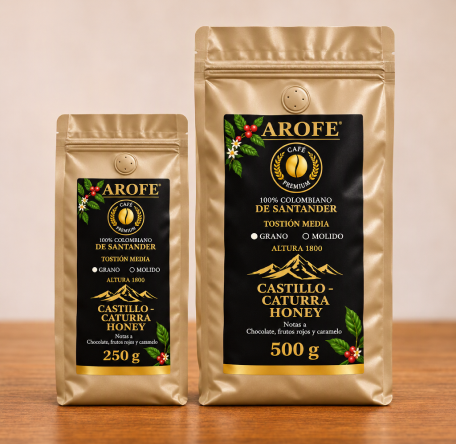 AROFE®
CAFÉ
PREMIUM
100% COLOMBIANO
DE SANTANDER
TOSTIÓN MEDIA
GRANO MOLIDO
ALTURA 1800
CASTILLO -
CATURRA
HONEY
Notas a
Chocolate, frutos rojos y caramelo
250 g
AROFE®
CAFÉ
PREMIUM
100% COLOMBIANO
DE SANTANDER
TOSTIÓN MEDIA
GRANO MOLIDO
ALTURA 1800
CASTILLO -
CATURRA
HONEY
Notas a
Chocolate, frutos rojos y caramelo
500 g